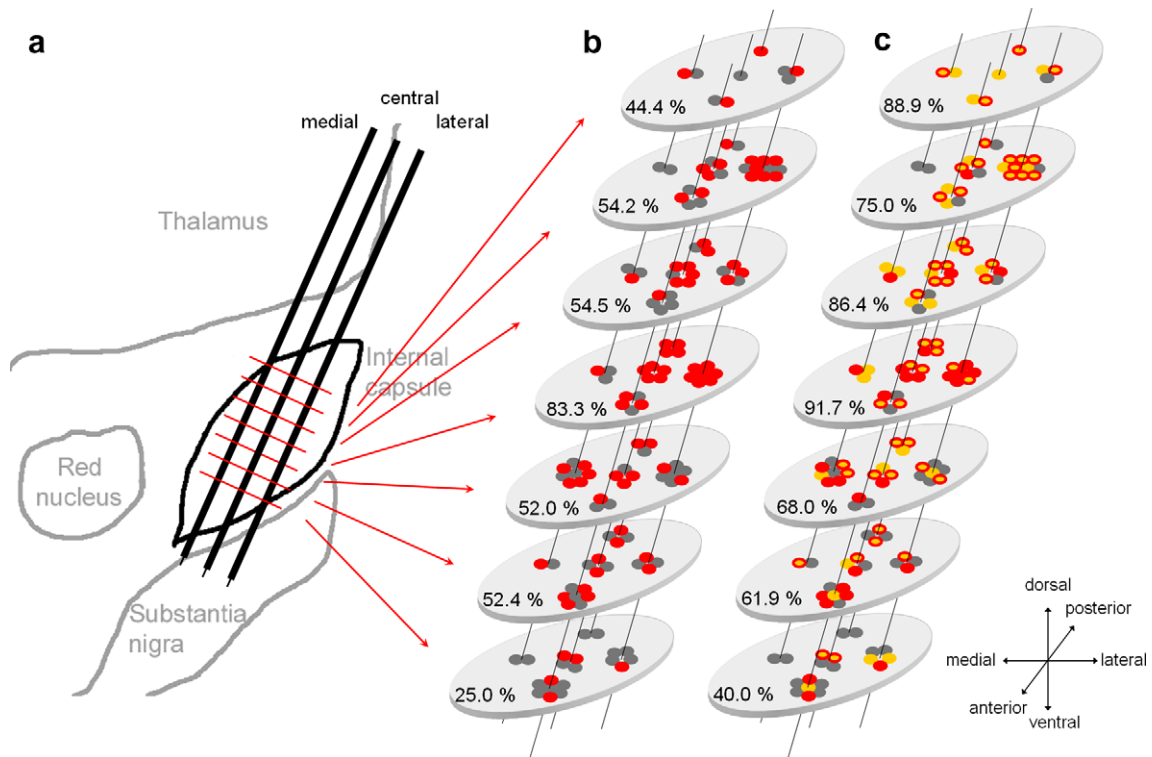 a
central
medial
lateral
Thalamus
Internal
capsule
Red
nucleus
Substantia
nigra
b
44.4 %
54.2 %
54.5 %
83.3 %
52.0 %
52.4 %
25.0 %
c
88.9 %
75.0 %
86.4 %
91.7 %
68.0 %
61.9 %
40.0 %
dorsal
posterior
medial
lateral
anterior
ventral